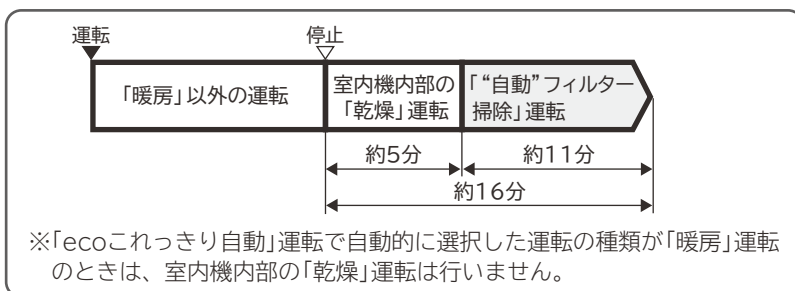 運転
停止
「暖房」以外の運転
室内機内部の
「乾燥」運転
「“自動”フィルター
掃除」運転
約5分
約11分
約16分
※「ecoこれっきり自動」運転で自動的に選択した運転の種類が「暖房」運転
のときは、室内機内部の「乾燥」運転は行いません。